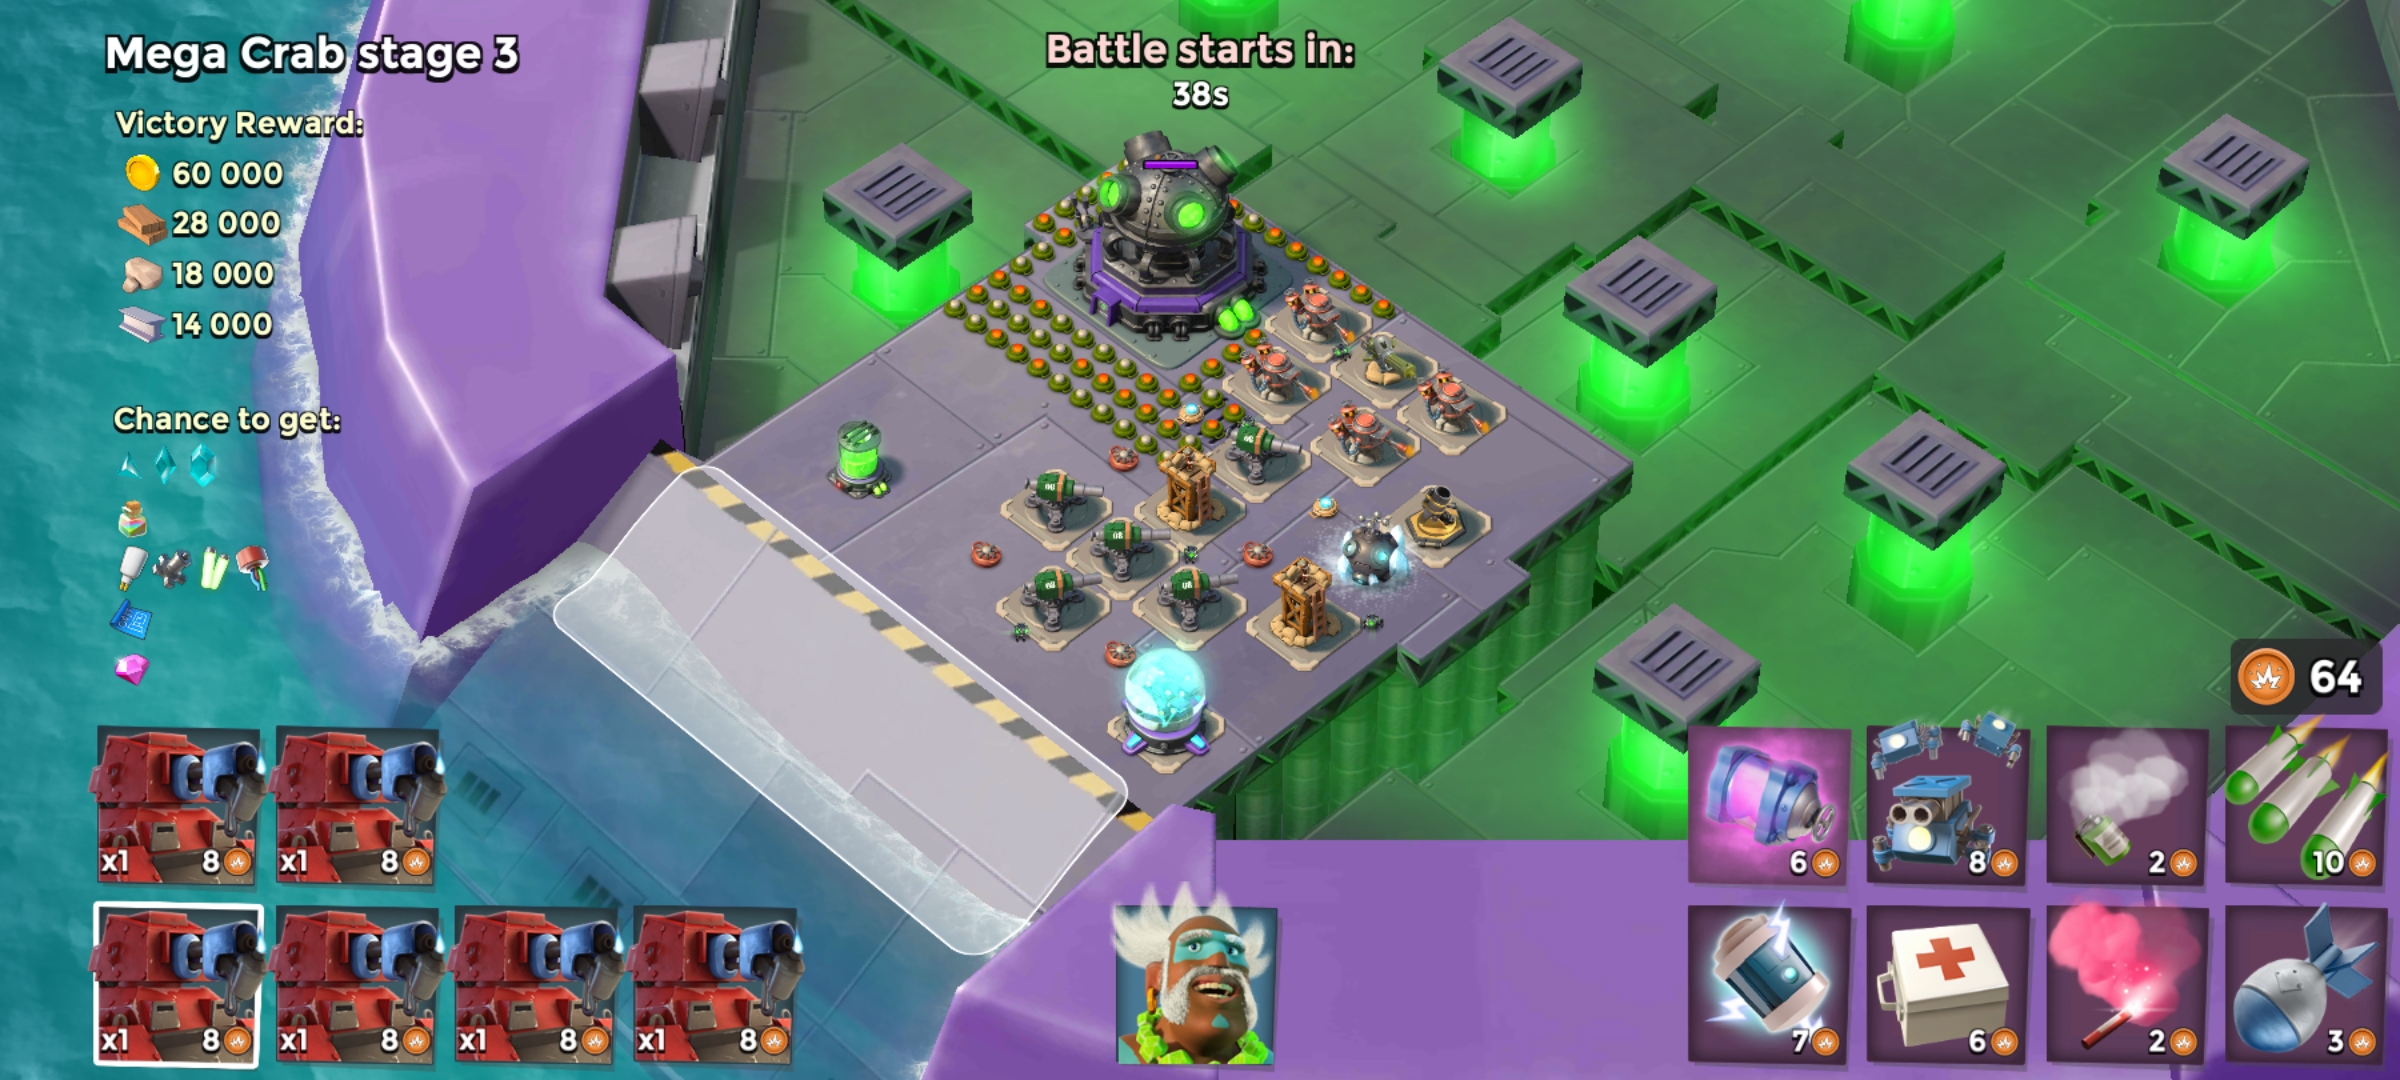 Mega Crab stage 3
Battle starts in:
38s
Victory Reward:
60 000
28 000
18 000
14 000
Chance to get:
64
x1 8
x1 8
6
8
2
10
x1 8
x1 8
x1 8
x1 8
7
6
2
3